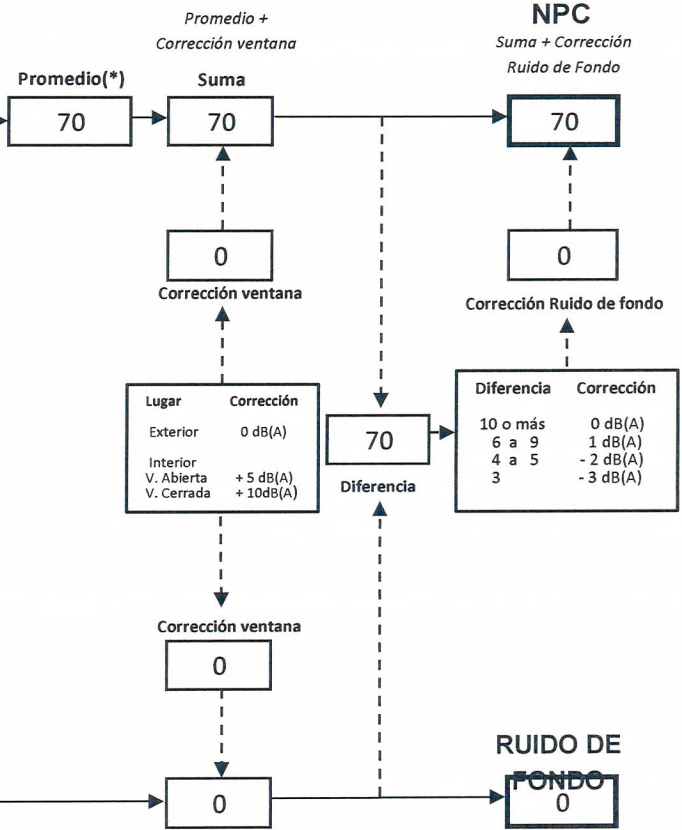 NPC
Promedio +
Corrección ventana
Suma + Corrección
Ruido de Fondo
Promedio(*)
Suma
70
70
70
0
0
Corrección ventana
Corrección Ruido de fondo
Lugar Corrección
Exterior 0 dB(A)
Interior
V. Abierta + 5 dB(A)
V. Cerrada + 10dB(A)
70
Diferencia
Diferencia Corrección
10 o más 0 dB(A)
6 a 9 1 dB(A)
4 a 5 - 2 dB(A)
3 - 3 dB(A)
Corrección ventana
0
RUIDO DE
FONDO
0
0